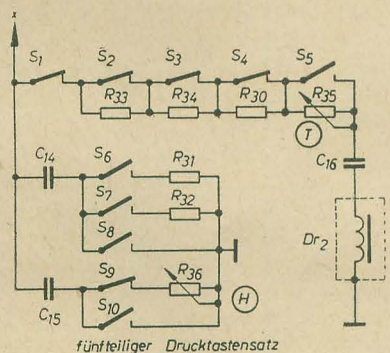 x
S1 S2 S3 S4 S5
R33 R34 R30 R35
T
C16
C14 S6 R31
S7 R32
S8
Dr2
S9 R36
H
C15 S10
fünfteiliger Drucktastensatz